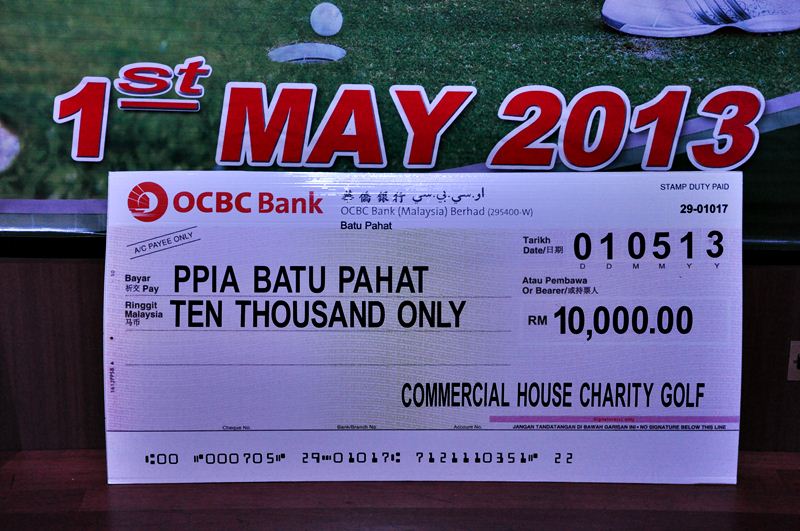 1st MAY 2013
OCBC Bank
華僑銀行 او.سي.بي.سي
OCBC Bank (Malaysia) Berhad (295400-W)
Batu Pahat
STAMP DUTY PAID
29-01017
A/C PAYEE ONLY
Tarikh
Date/日期
010513
D D M M Y Y
Bayar
祈交 Pay
PPIA BATU PAHAT
Atau Pembawa
Or Bearer/或持票人
Ringgit
Malaysia
马币
TEN THOUSAND ONLY
RM 10,000.00
COMMERCIAL HOUSE CHARITY GOLF
Cheque No.
Bank/Branch No.
Account No.
JANGAN TANDATANGAN DI BAWAH GARISAN INI • NO SIGNATURE BELOW THIS LINE
⑆00 ⑈000705⑈ 29⑉01017⑆ 7121110351⑈ 22